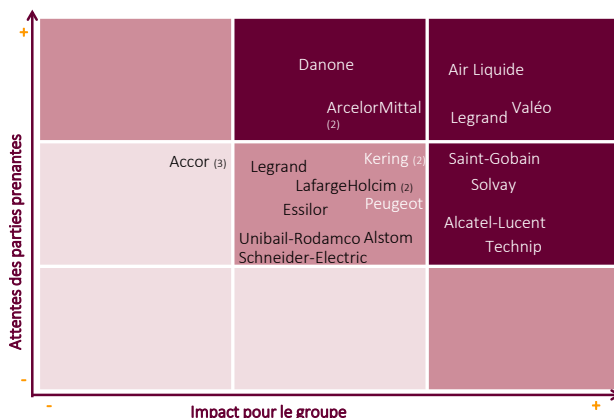 +
Danone
Air Liquide
ArcelorMittal
(2)
Legrand
Valéo
Accor (3)
Legrand
Kering (2)
Saint-Gobain
LafargeHolcim (2)
Solvay
Essilor
Peugeot
Alcatel-Lucent
Unibail-Rodamco
Alstom
Technip
Schneider-Electric
Attentes des parties prenantes
-
-
Impact pour le groupe
+